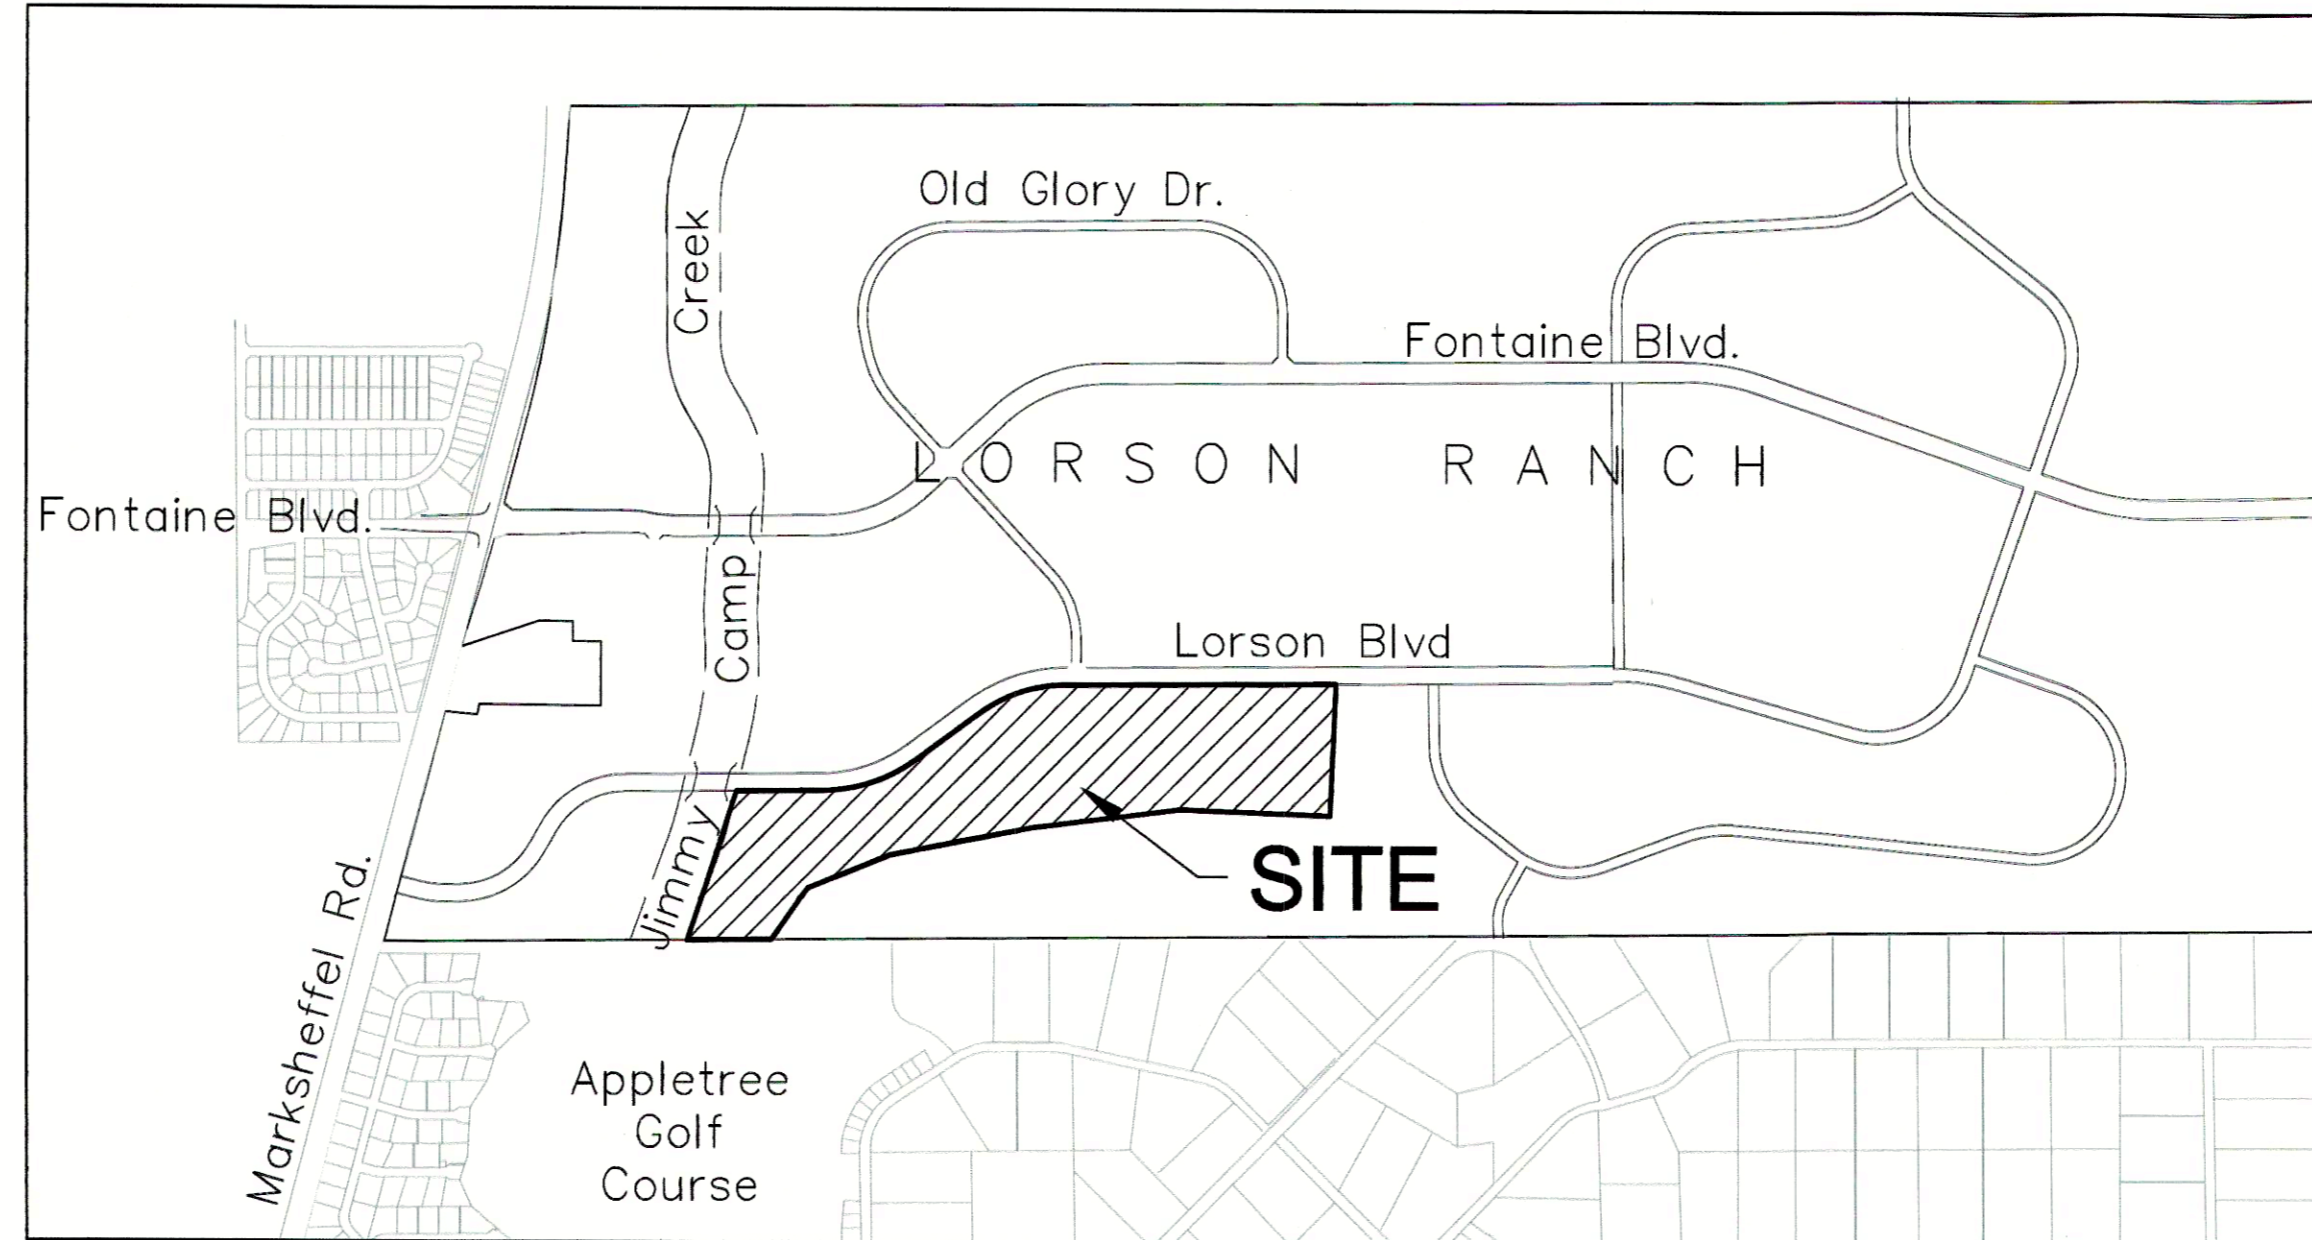 Old Glory Dr.
Creek
Fontaine Blvd.
LORSON RANCH
Fontaine Blvd.
Camp
Lorson Blvd
Jimmy
SITE
Marksheffel Rd.
Appletree
Golf
Course